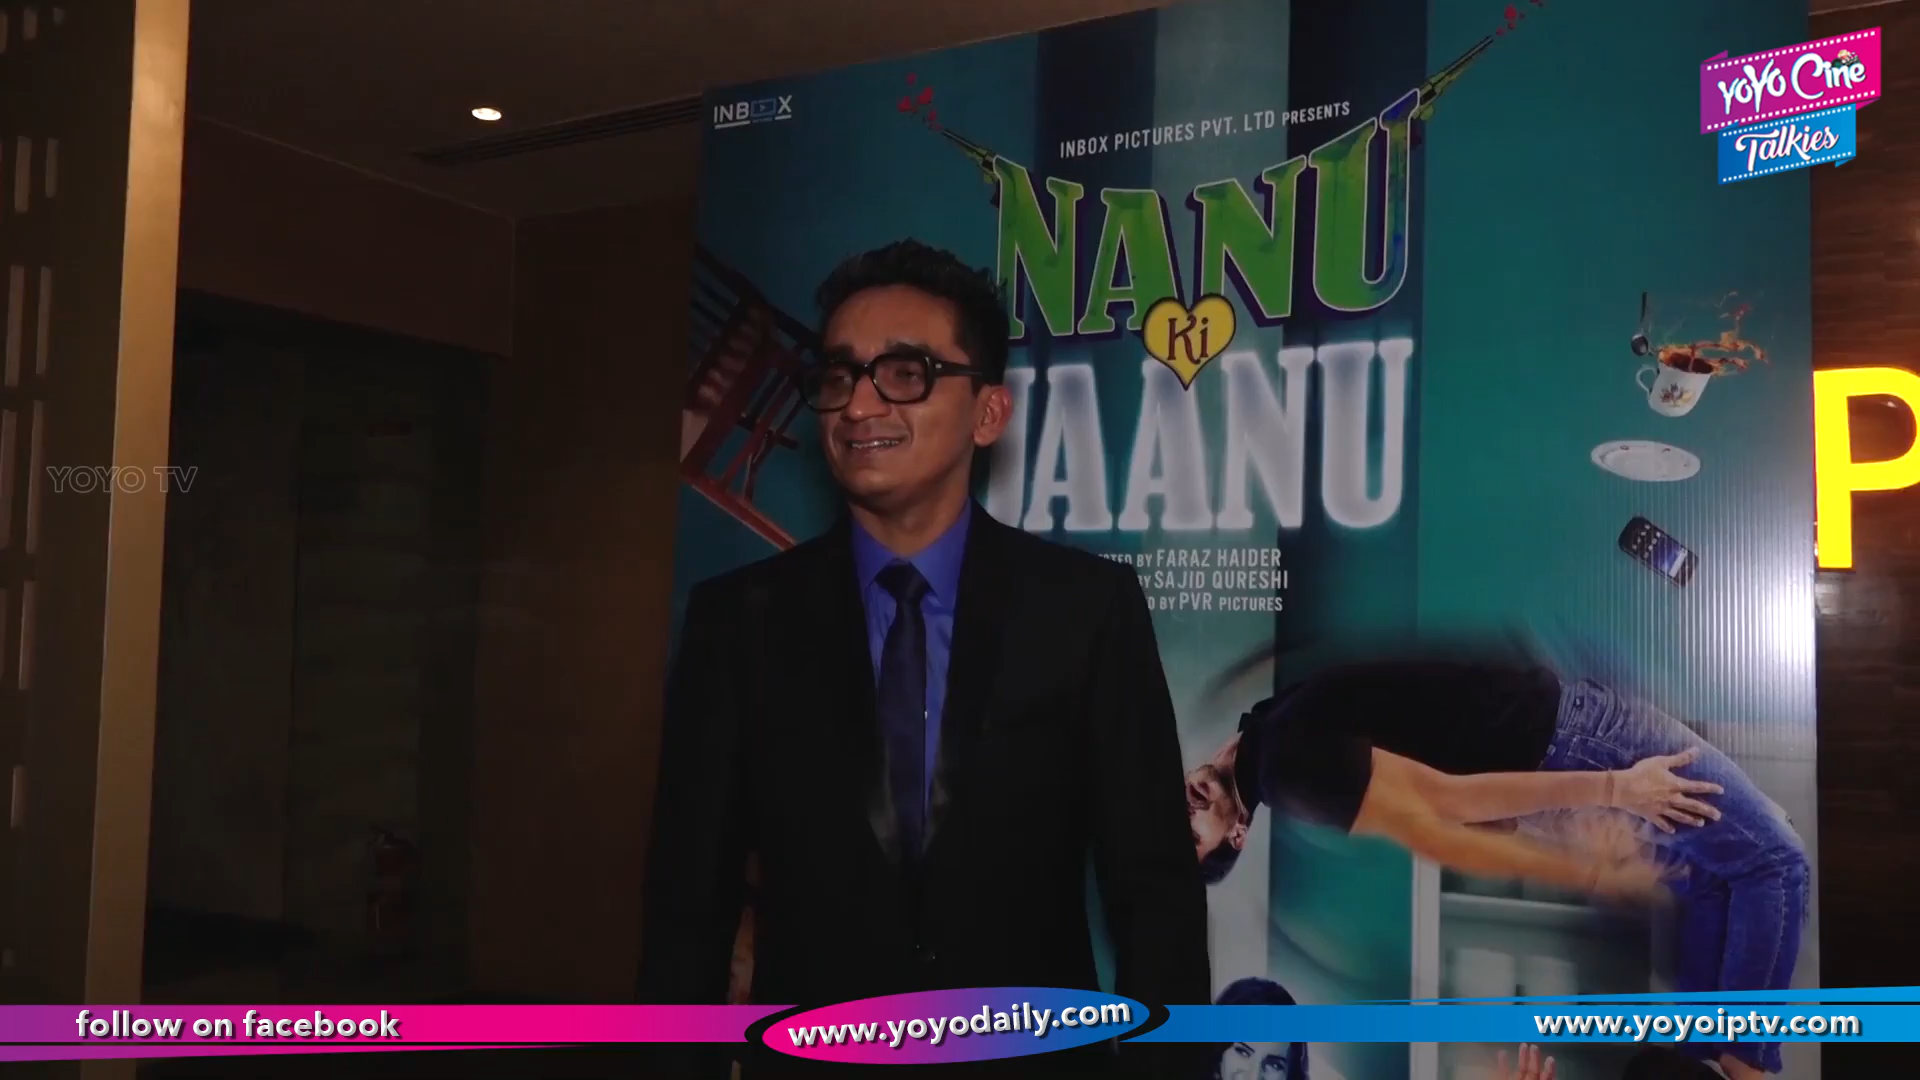 YOYO Cine
Talkies
INBOX
INBOX PICTURES PVT. LTD PRESENTS
NANU
Ki
JAANU
BY FARAZ HAIDER
BY SAJID QURESHI
BY PVR PICTURES
P
YOYO TV
follow on facebook
www.yoyodaily.com
www.yoyoiptv.com